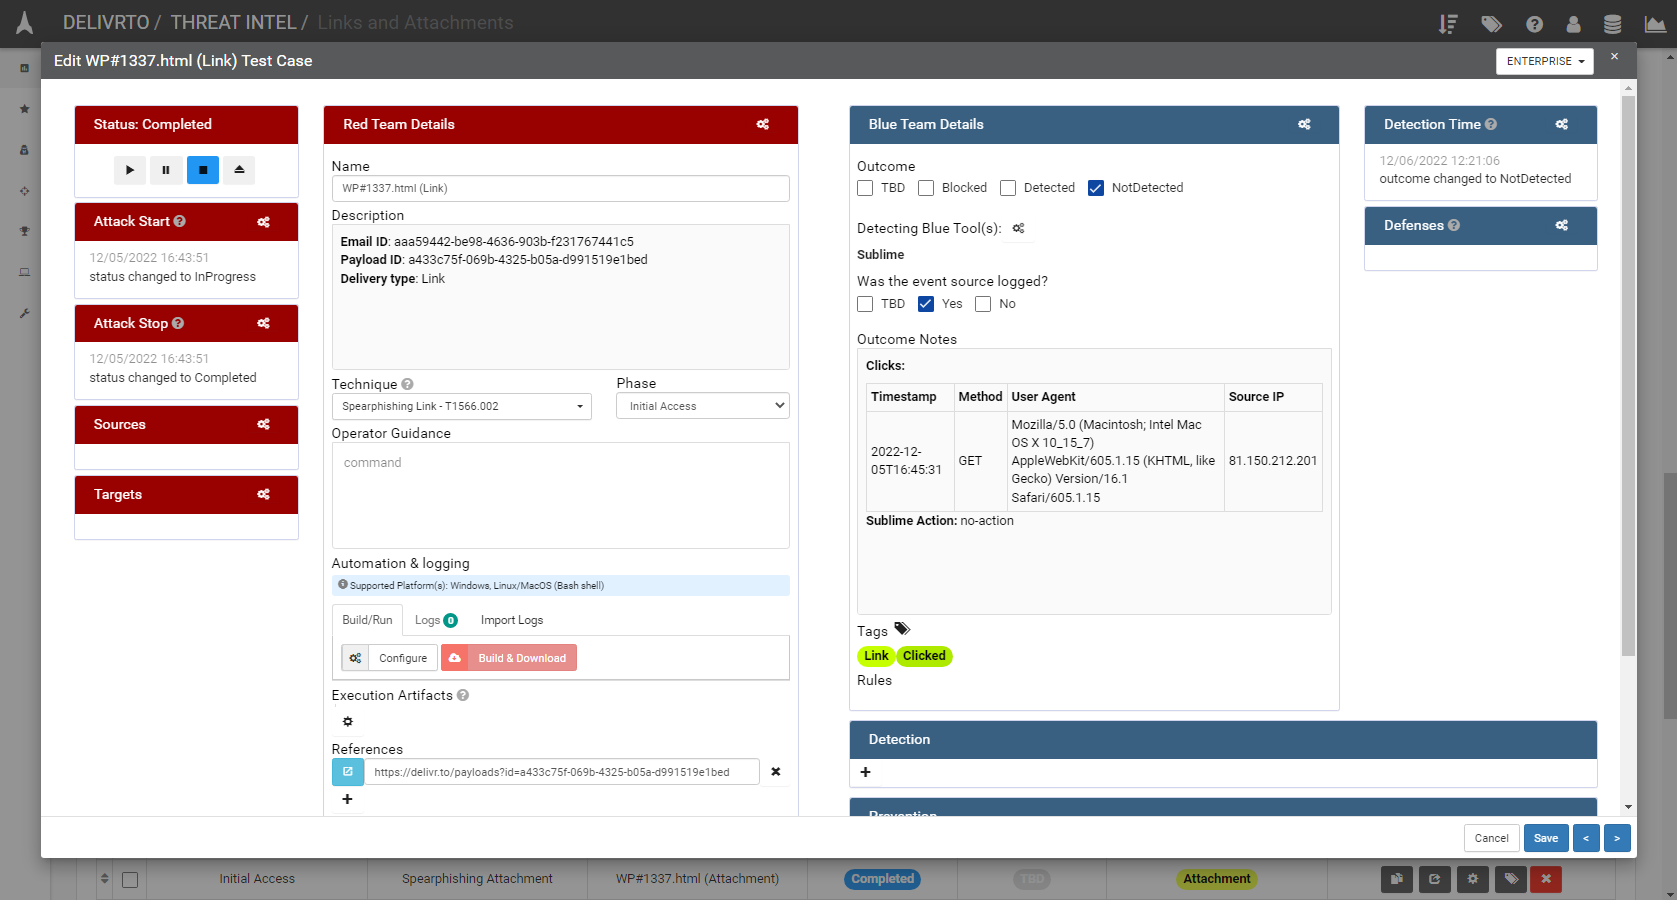 DELIVRTO / THREAT INTEL / Links and Attachments
Edit WP#1337.html (Link) Test Case
ENTERPRISE
×
Status: Completed
Attack Start
12/05/2022 16:43:51
status changed to InProgress
Attack Stop
12/05/2022 16:43:51
status changed to Completed
Sources
Targets
Red Team Details
Name
WP#1337.html (Link)
Description
Email ID: aaa59442-be98-4636-903b-f231767441c5
Payload ID: a433c75f-069b-4325-b05a-d991519e1bed
Delivery type: Link
Technique Phase
Spearphishing Link - T1566.002 Initial Access
Operator Guidance
command
Automation & logging
Supported Platform(s): Windows, Linux/MacOS (Bash shell)
Build/Run Logs 0 Import Logs
Configure Build & Download
Execution Artifacts
References
https://delivr.to/payloads?id=a433c75f-069b-4325-b05a-d991519e1bed
Blue Team Details
Outcome
TBD Blocked Detected NotDetected
Detecting Blue Tool(s):
Sublime
Was the event source logged?
TBD Yes No
Outcome Notes
Clicks:
Timestamp Method User Agent Source IP
2022-12-
05T16:45:31
GET
Mozilla/5.0 (Macintosh; Intel Mac
OS X 10_15_7)
AppleWebKit/605.1.15 (KHTML, like
Gecko) Version/16.1
Safari/605.1.15
81.150.212.201
Sublime Action: no-action
Tags
Link Clicked
Rules
Detection
Prevention
Detection Time
12/06/2022 12:21:06
outcome changed to NotDetected
Defenses
Cancel Save < >
Initial Access Spearphishing Attachment WP#1337.html (Attachment) Completed TBD Attachment